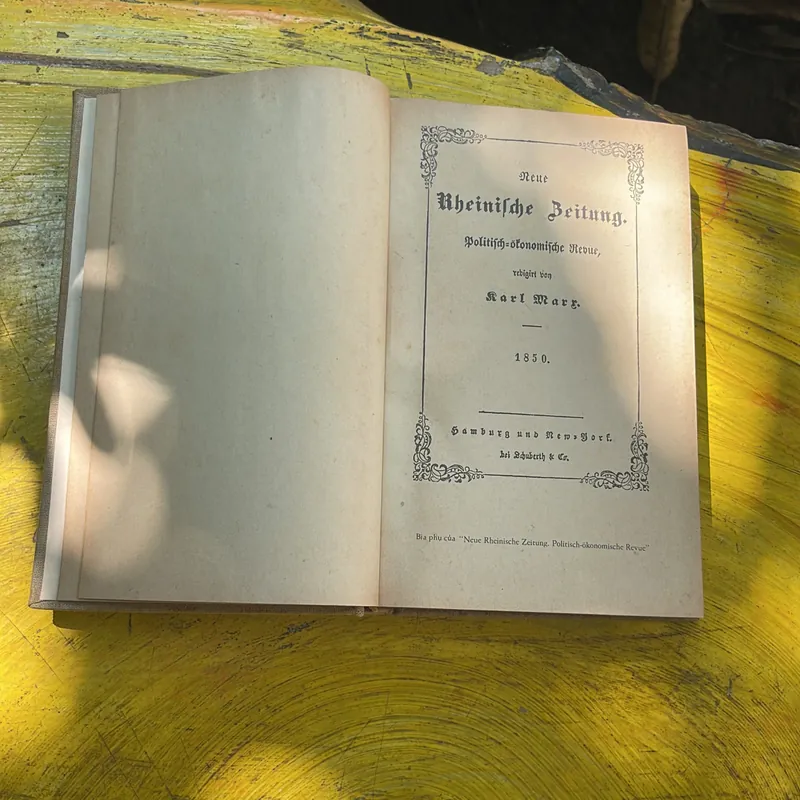 Neue
Rheinische Zeitung.
Politisch-ökonomische Revue,
redigirt von
Karl Marx.
1850.
Hamburg und New-York.
bei Schuberth & Co.
Bìa phụ của "Neue Rheinische Zeitung. Politisch-ökonomische Revue"